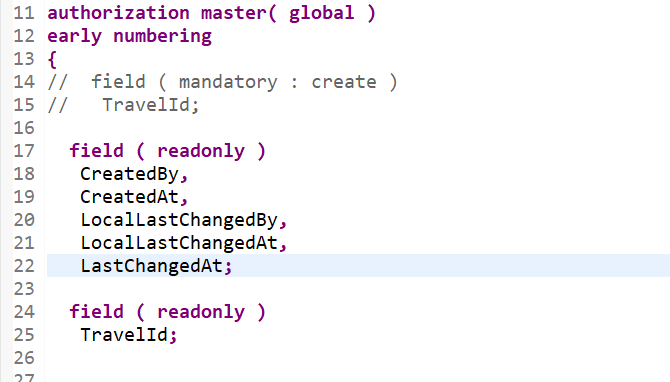 11 authorization master( global )
12 early numbering
13 {
14 //  field ( mandatory : create )
15 //   TravelId;
16
17   field ( readonly )
18    CreatedBy,
19    CreatedAt,
20    LocalLastChangedBy,
21    LocalLastChangedAt,
22    LastChangedAt;
23
24   field ( readonly )
25    TravelId;
26
27